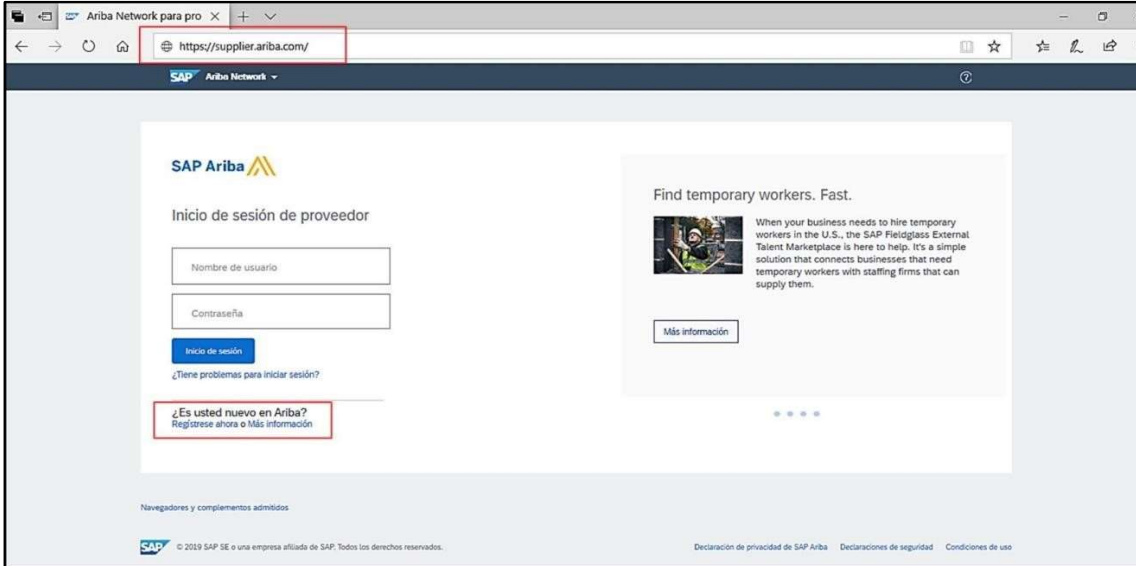 Ariba Network para pro
https://supplier.ariba.com/
SAP Ariba Network
SAP Ariba
Inicio de sesión de proveedor
Nombre de usuario
Contraseña
Inicio de sesión
¿Tiene problemas para iniciar sesión?
¿Es usted nuevo en Ariba?
Regístrese ahora o Más información
Find temporary workers. Fast.
When your business needs to hire temporary
workers in the U.S., the SAP Fieldglass External
Talent Marketplace is here to help. It's a simple
solution that connects businesses that need
temporary workers with staffing firms that can
supply them.
Más información
Navegadores y complementos admitidos
SAP © 2019 SAP SE o una empresa afiliada de SAP. Todos los derechos reservados.
Declaración de privacidad de SAP Ariba Declaraciones de seguridad Condiciones de uso